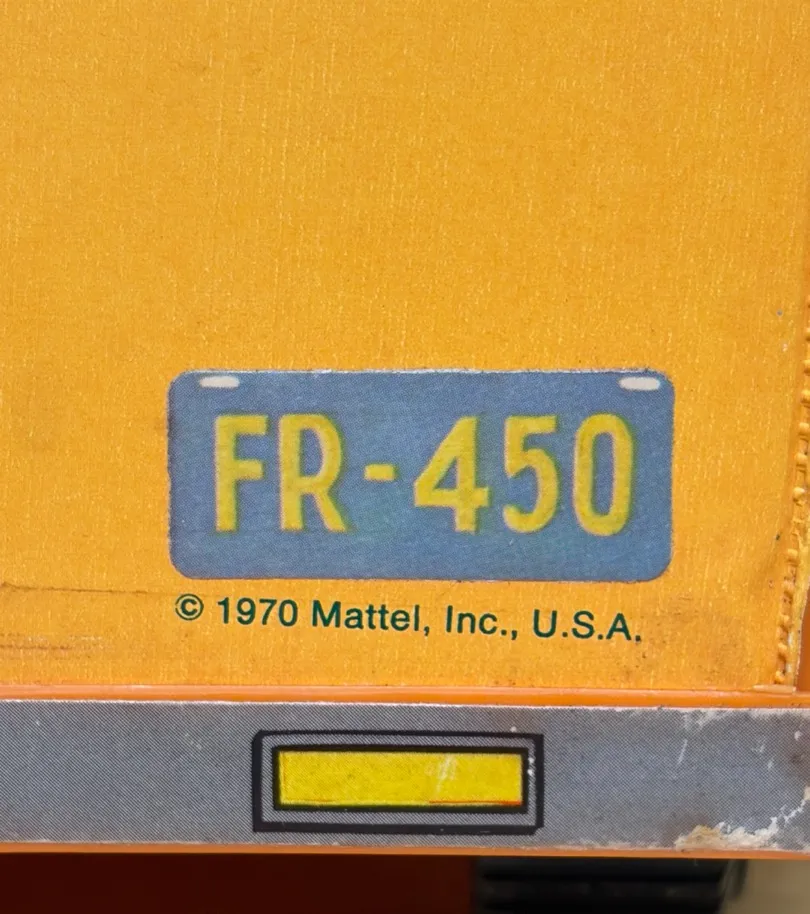 FR-450
© 1970 Mattel, Inc., U.S.A.